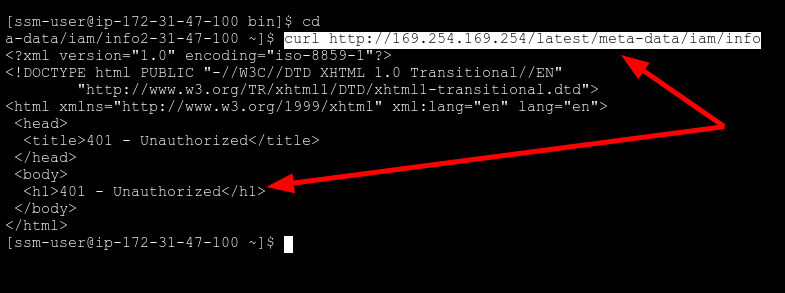 [ssm-user@ip-172-31-47-100 bin]$ cd
a-data/iam/info2-31-47-100 ~]$ curl http://169.254.169.254/latest/meta-data/iam/info
<?xml version="1.0" encoding="iso-8859-1"?>
<!DOCTYPE html PUBLIC "-//W3C//DTD XHTML 1.0 Transitional//EN"
        "http://www.w3.org/TR/xhtml1/DTD/xhtml1-transitional.dtd">
<html xmlns="http://www.w3.org/1999/xhtml" xml:lang="en" lang="en">
 <head>
  <title>401 - Unauthorized</title>
 </head>
 <body>
  <h1>401 - Unauthorized</h1>
 </body>
</html>
[ssm-user@ip-172-31-47-100 ~]$